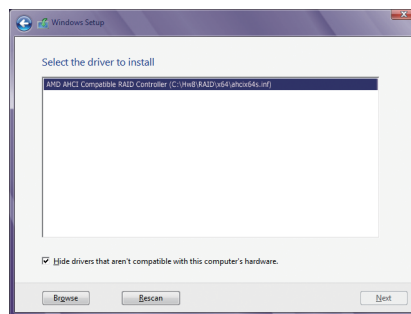 Windows Setup
Select the driver to install
AMD AHCI Compatible RAID Controller (C:\Hw8\RAID\x64\ahcix64s.inf)
Hide drivers that aren't compatible with this computer's hardware.
Browse
Rescan
Next